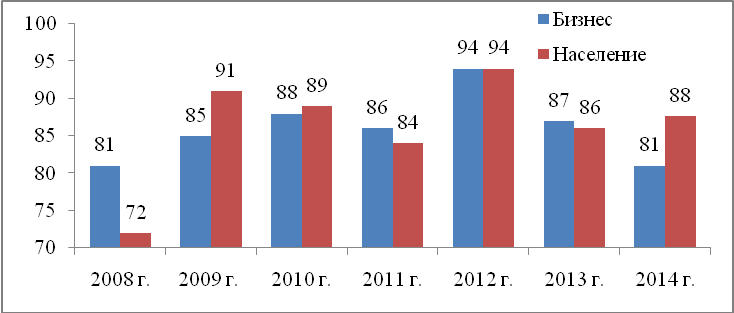 100
95
90
85
80
75
70
81
72
85
91
88
89
86
84
94
94
87
86
81
88
Бизнес
Население
2008 г.
2009 г.
2010 г.
2011 г.
2012 г.
2013 г.
2014 г.